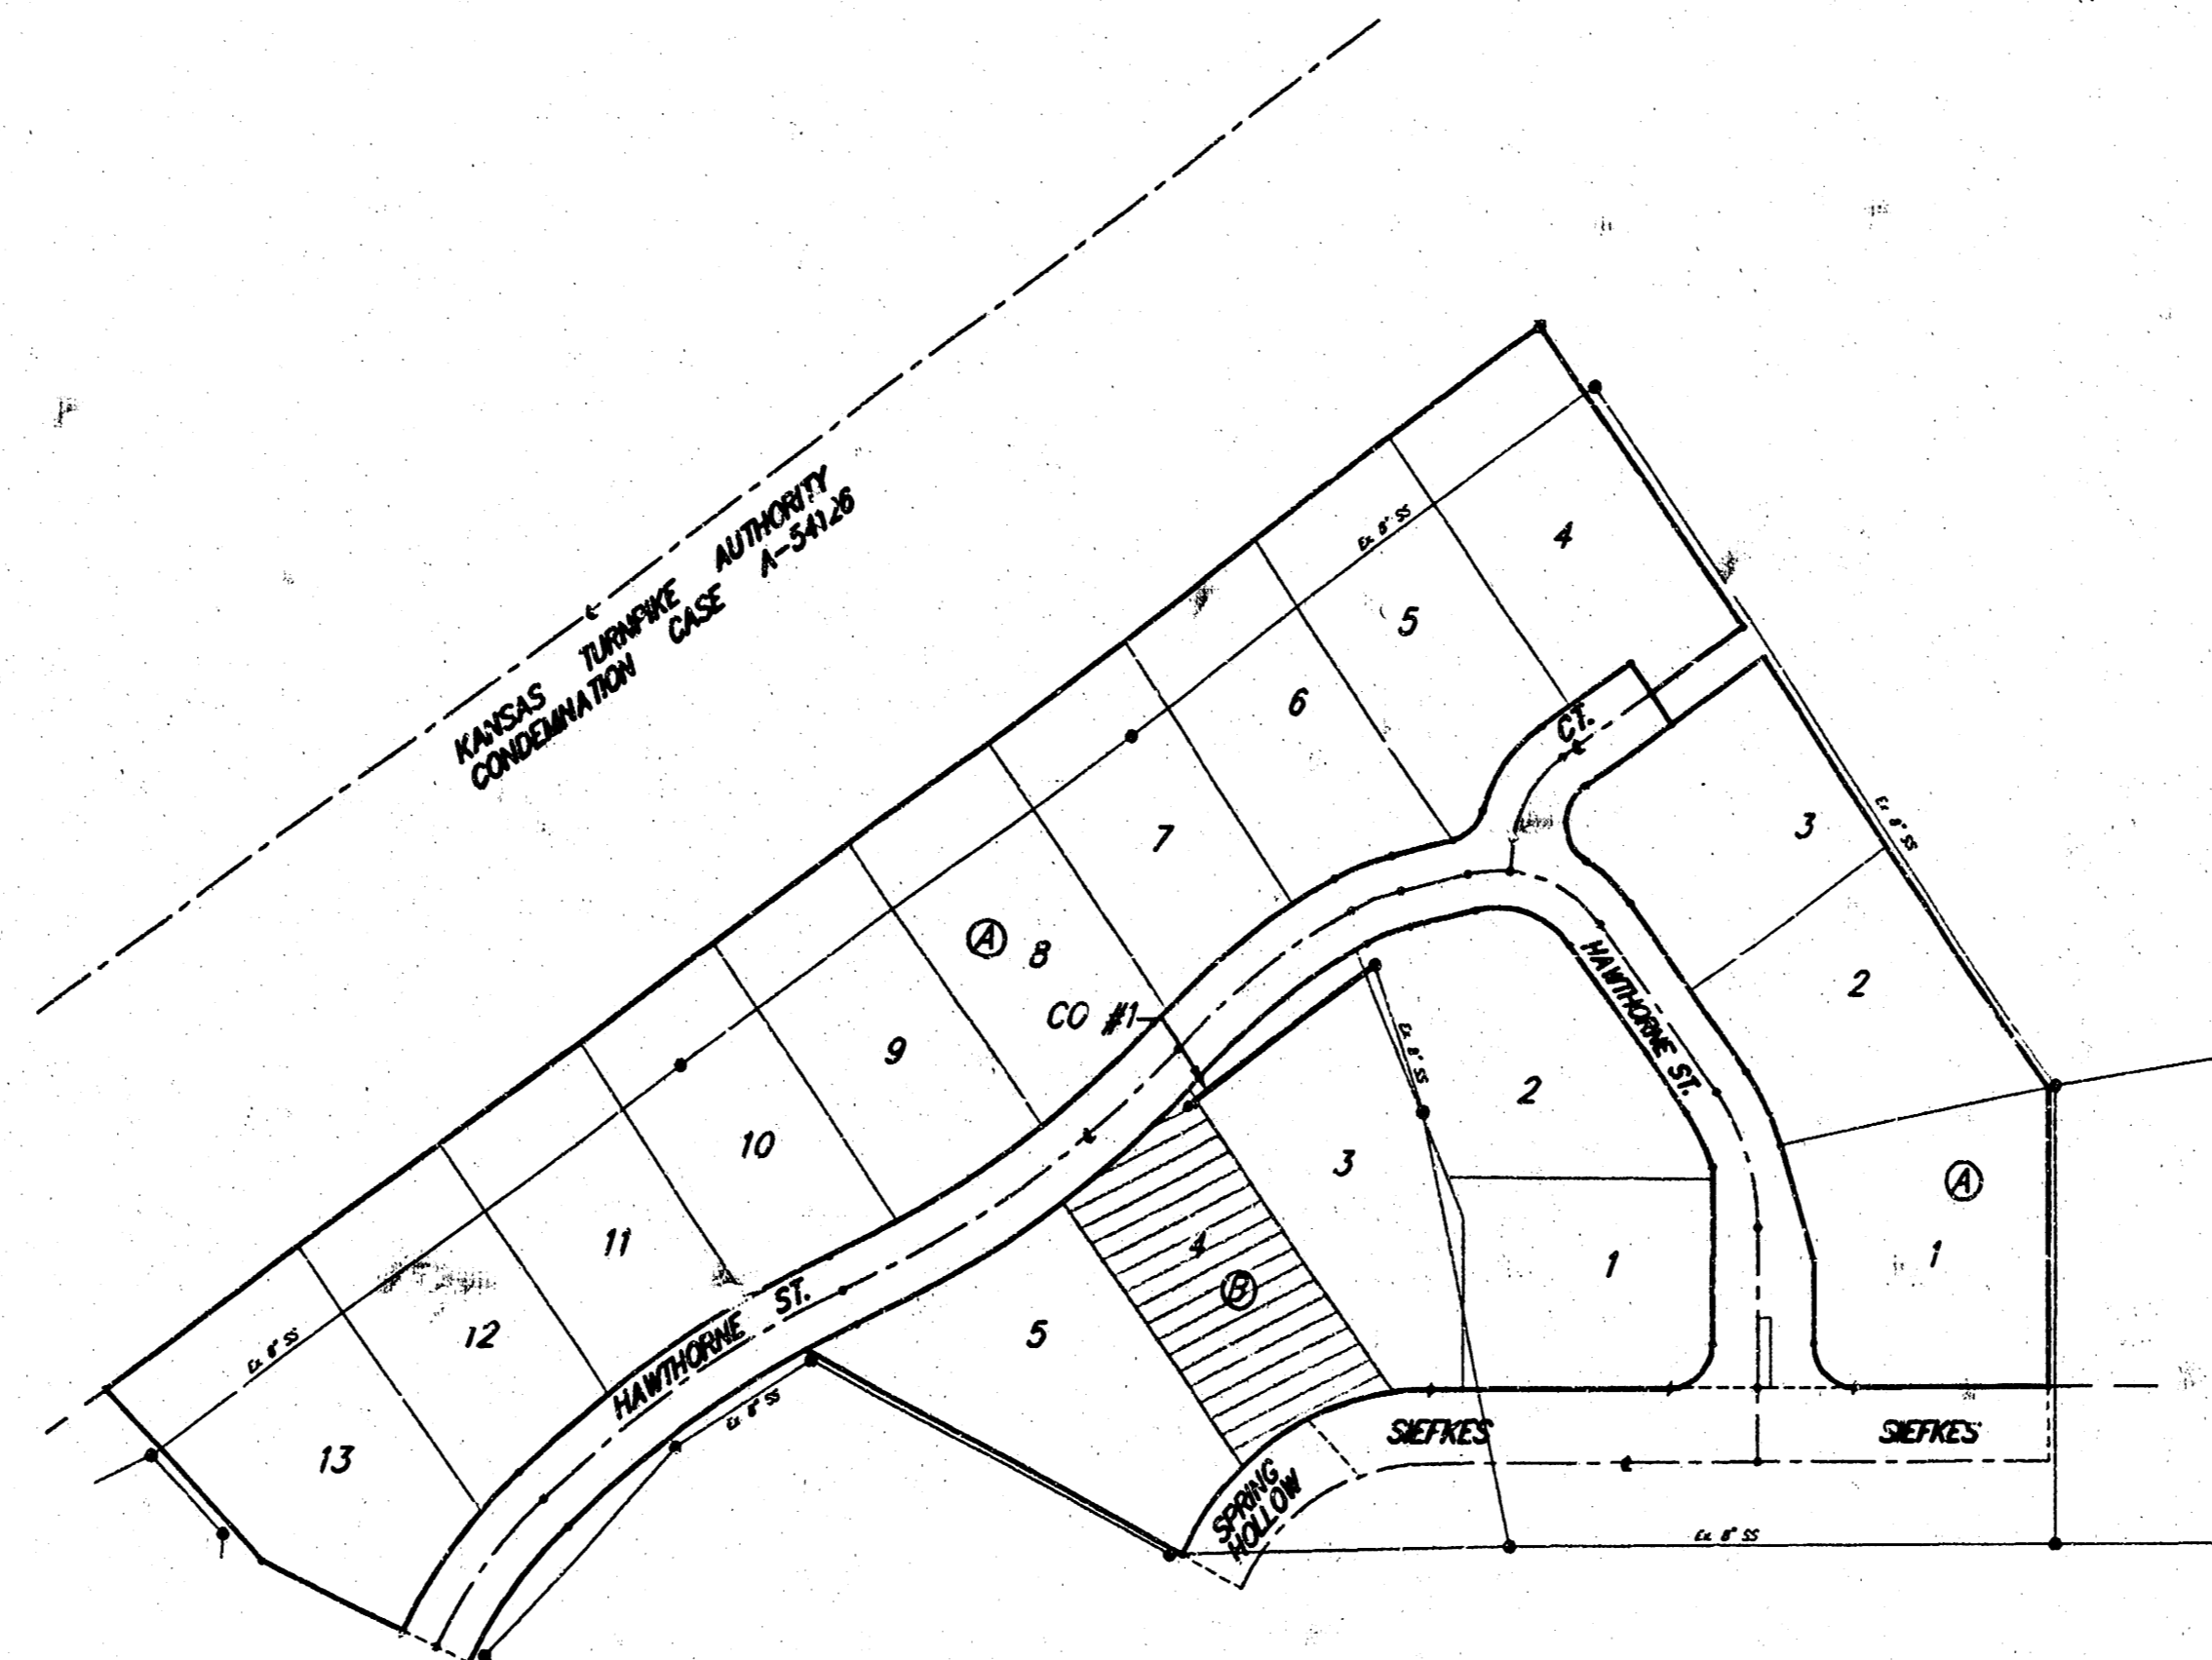 KANSAS TURNPIKE AUTHORITY
CONDEMNATION CASE A-54126
Ex. 8" SS
4
5
6
CT.
7
3
Ex. 8" SS
A 8
CO #1
2
HAWTHORNE ST.
9
Ex. 8" SS
2
10
3
A
1
11
4
B
1
12
HAWTHORNE ST.
5
Ex. 8" SS
Ex. 8" SS
13
SIEFKES
SIEFKES
SPRING
HOLLOW
Ex. 8" SS